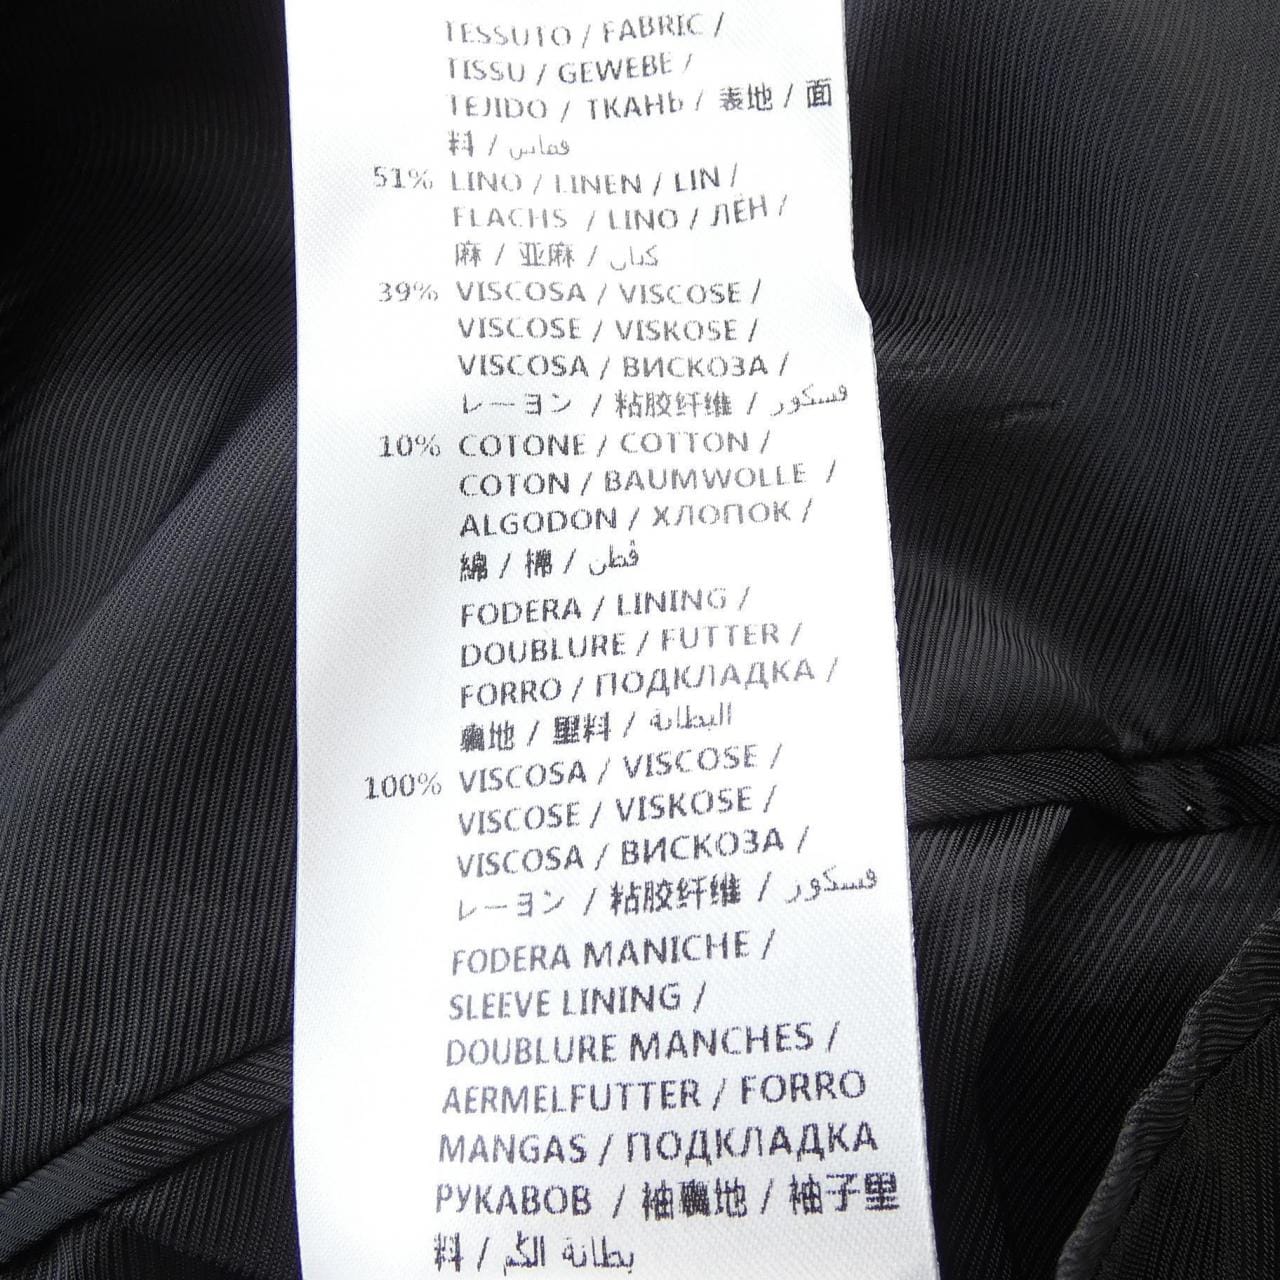 TESSUTO / FABRIC /
TISSU / GEWEBE /
TEJIDO / ТКАНЬ / 表地 / 面
料 / قماش
51% LINO / LINEN / LIN /
FLACHS / LINO / ЛЁН /
麻 / 亚麻 / كتان
39% VISCOSA / VISCOSE /
VISCOSE / VISKOSE /
VISCOSA / ВИСКОЗА /
レーヨン / 粘胶纤维 / فسكوز
10% COTONE / COTTON /
COTON / BAUMWOLLE /
ALGODON / ХЛОПОК /
綿 / 棉 / قطن
FODERA / LINING /
DOUBLURE / FUTTER /
FORRO / ПОДКЛАДКА /
裏地 / 里料 / البطانة
100% VISCOSA / VISCOSE /
VISCOSE / VISKOSE /
VISCOSA / ВИСКОЗА /
レーヨン / 粘胶纤维 / فسكوز
FODERA MANICHE /
SLEEVE LINING /
DOUBLURE MANCHES /
AERMELFUTTER / FORRO
MANGAS / ПОДКЛАДКА
РУКАВОВ / 袖裏地 / 袖子里
料 / بطانة الكم